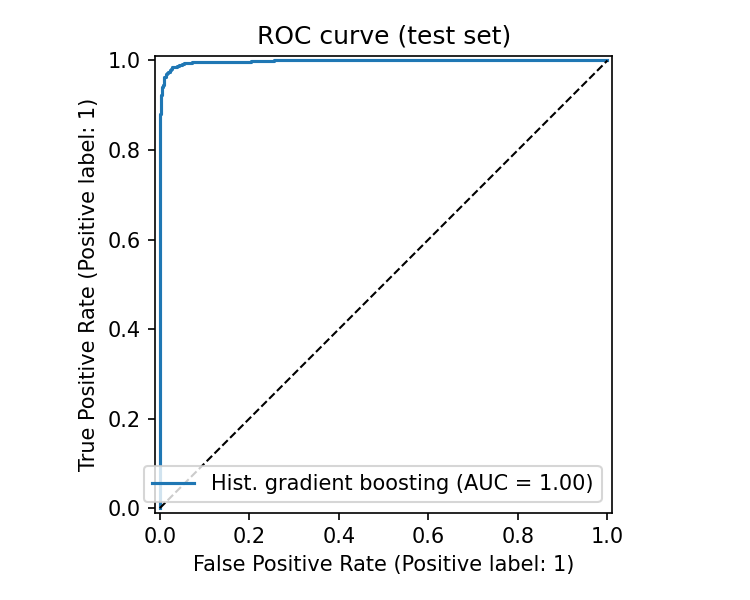 ROC curve (test set)
1.0
0.8
0.6
0.4
0.2
0.0
True Positive Rate (Positive label: 1)
Hist. gradient boosting (AUC = 1.00)
0.0 0.2 0.4 0.6 0.8 1.0
False Positive Rate (Positive label: 1)